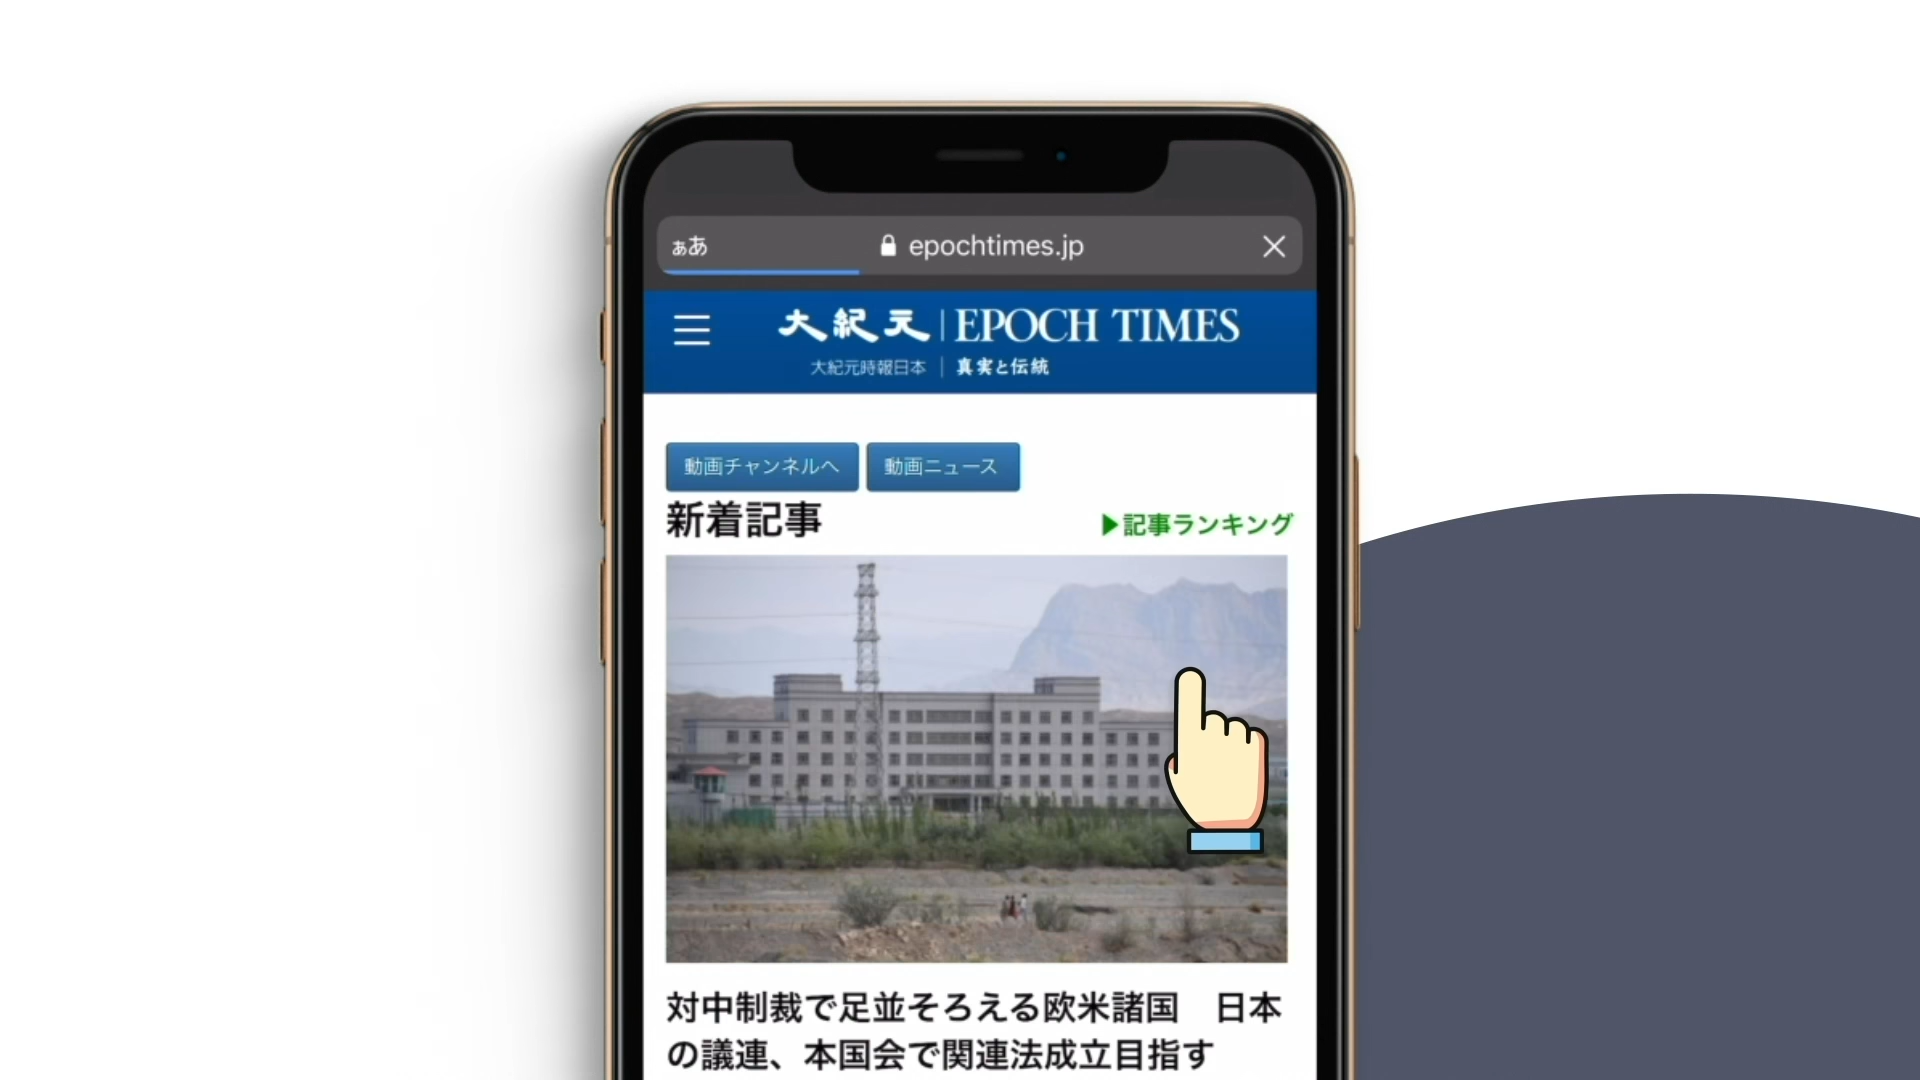 ああ
epochtimes.jp
大紀元 EPOCH TIMES
大紀元時報日本 真実と伝統
動画チャンネルへ 動画ニュース
新着記事 ▶記事ランキング
対中制裁で足並そろえる欧米諸国 日本
の議連、本国会で関連法成立目指す